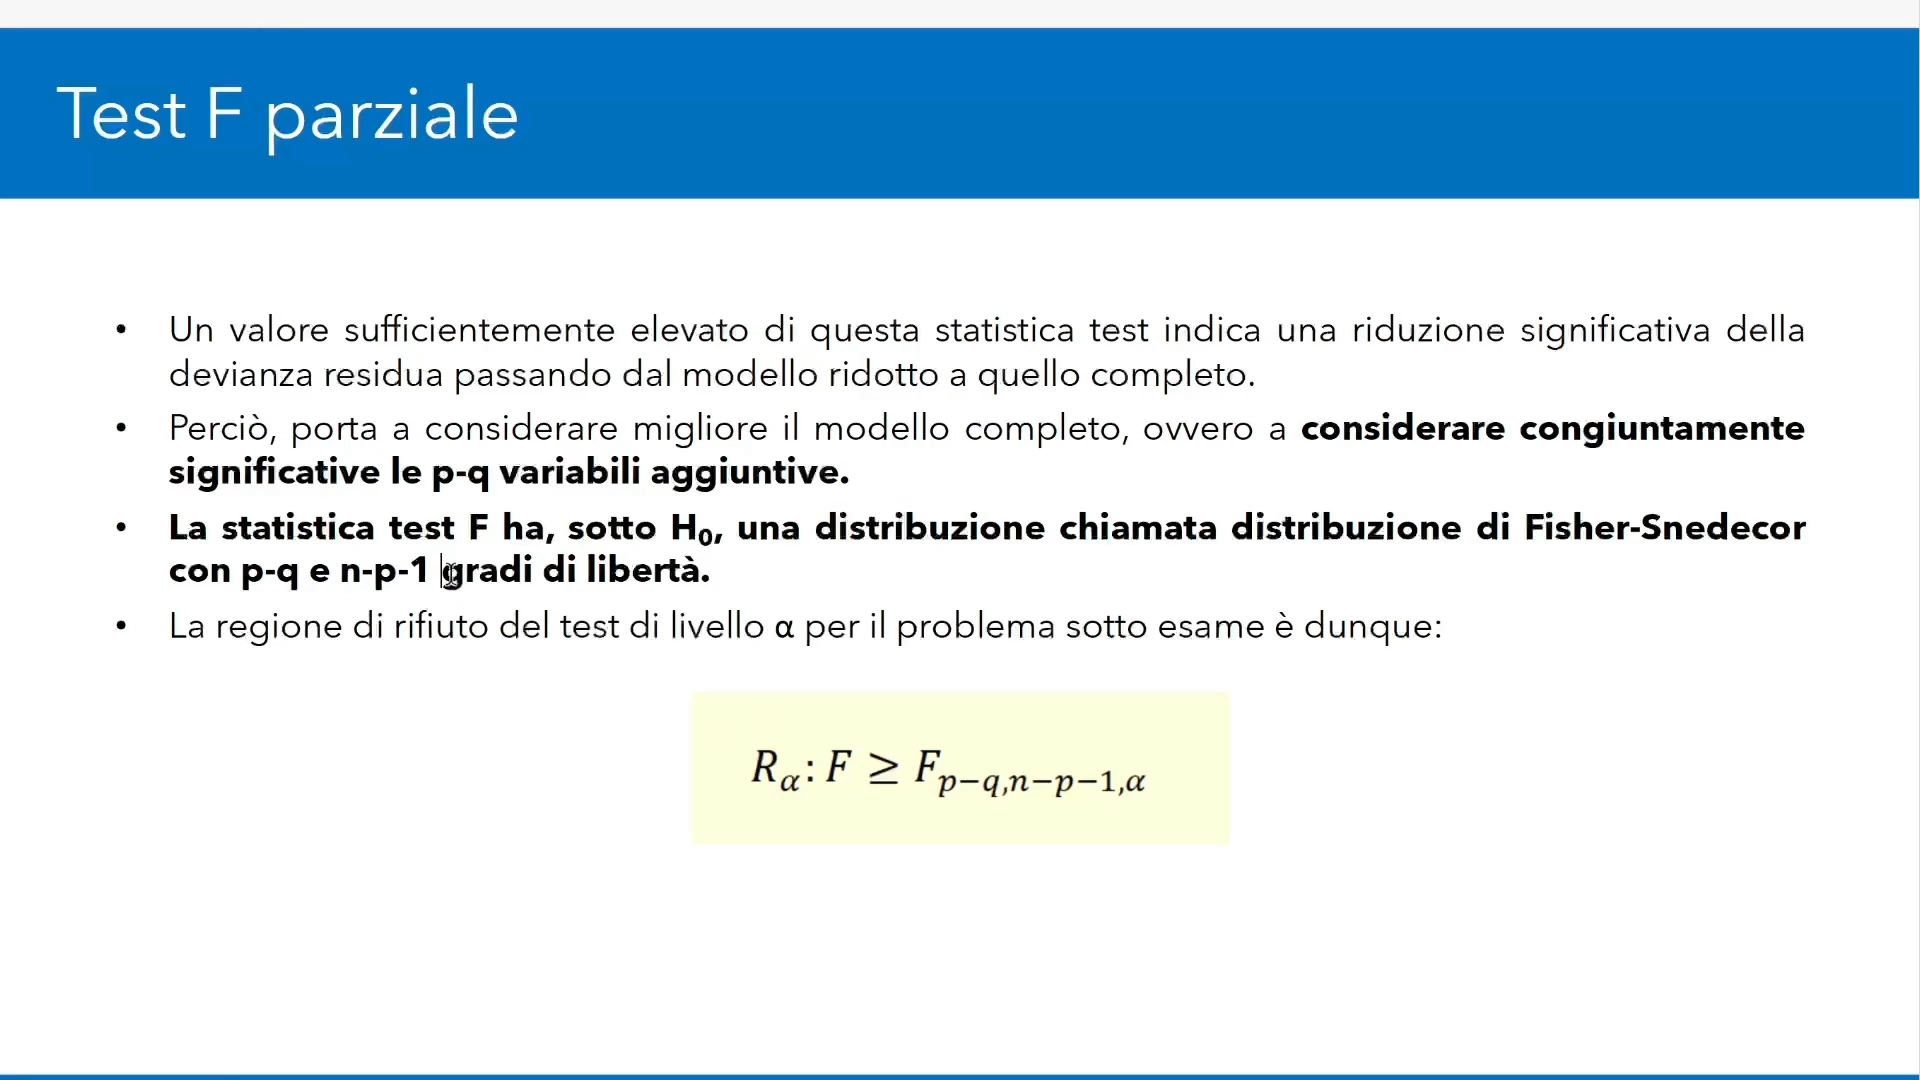 Test F parziale
• Un valore sufficientemente elevato di questa statistica test indica una riduzione significativa della
devianza residua passando dal modello ridotto a quello completo.
• Perciò, porta a considerare migliore il modello completo, ovvero a considerare congiuntamente
significative le p-q variabili aggiuntive.
• La statistica test F ha, sotto H₀, una distribuzione chiamata distribuzione di Fisher-Snedecor
con p-q e n-p-1 gradi di libertà.
• La regione di rifiuto del test di livello α per il problema sotto esame è dunque:
R_α: F ≥ F_{p−q,n−p−1,α}